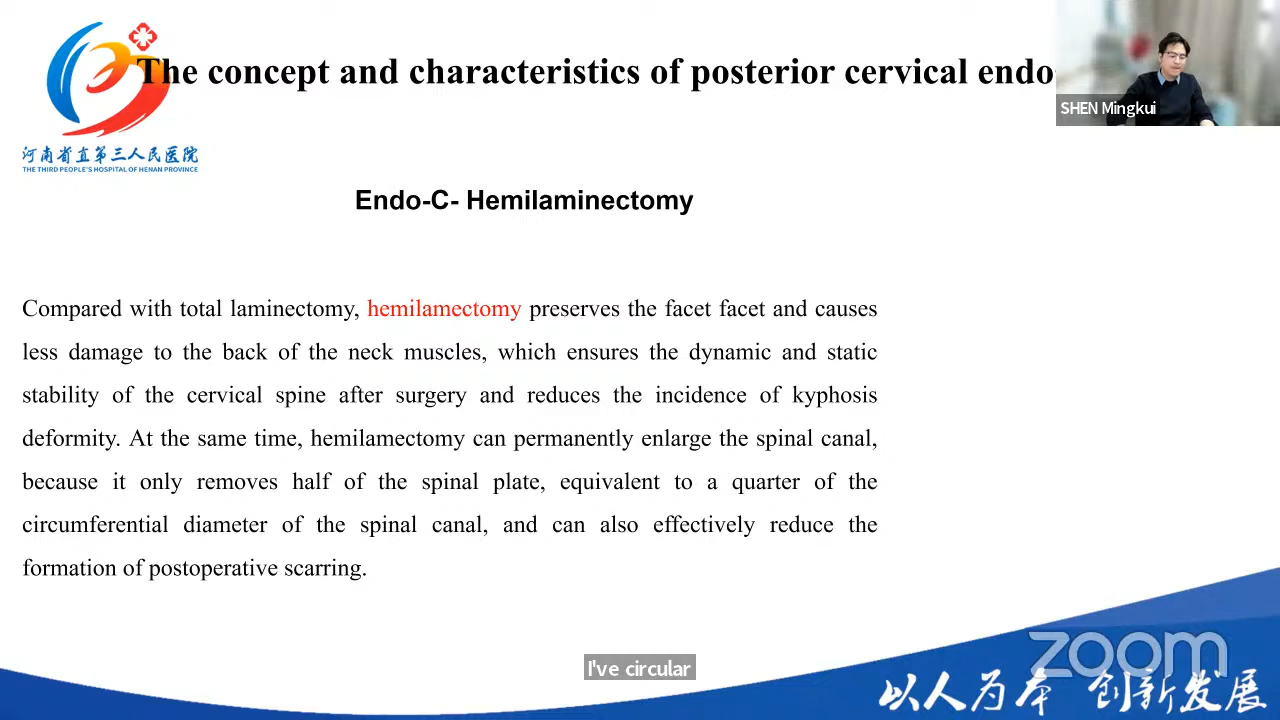 The concept and characteristics of posterior cervical endo
SHEN Mingkui
河南省直第三人民医院
THE THIRD PEOPLE'S HOSPITAL OF HENAN PROVINCE
Endo-C- Hemilaminectomy
Compared with total laminectomy, hemilamectomy preserves the facet facet and causes
less damage to the back of the neck muscles, which ensures the dynamic and static
stability of the cervical spine after surgery and reduces the incidence of kyphosis
deformity. At the same time, hemilamectomy can permanently enlarge the spinal canal,
because it only removes half of the spinal plate, equivalent to a quarter of the
circumferential diameter of the spinal canal, and can also effectively reduce the
formation of postoperative scarring.
I've circular
zoom
以人为本 创新发展